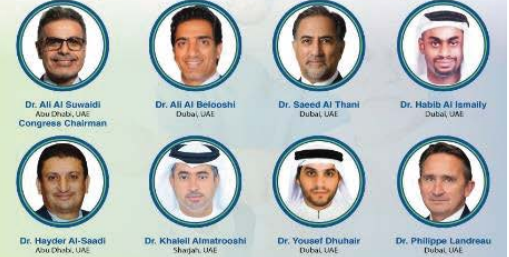 Dr. Ali Al Suwaidi
Abu Dhabi, UAE
Congress Chairman
Dr. Ali Al Belooshi
Dubai, UAE
Dr. Saeed Al Thani
Dubai, UAE
Dr. Habib Al Ismaily
Dubai, UAE
Dr. Hayder Al-Saadi
Abu Dhabi, UAE
Dr. Khaleil Almatrooshi
Sharjah, UAE
Dr. Yousef Dhuhair
Dubai, UAE
Dr. Philippe Landreau
Dubai, UAE